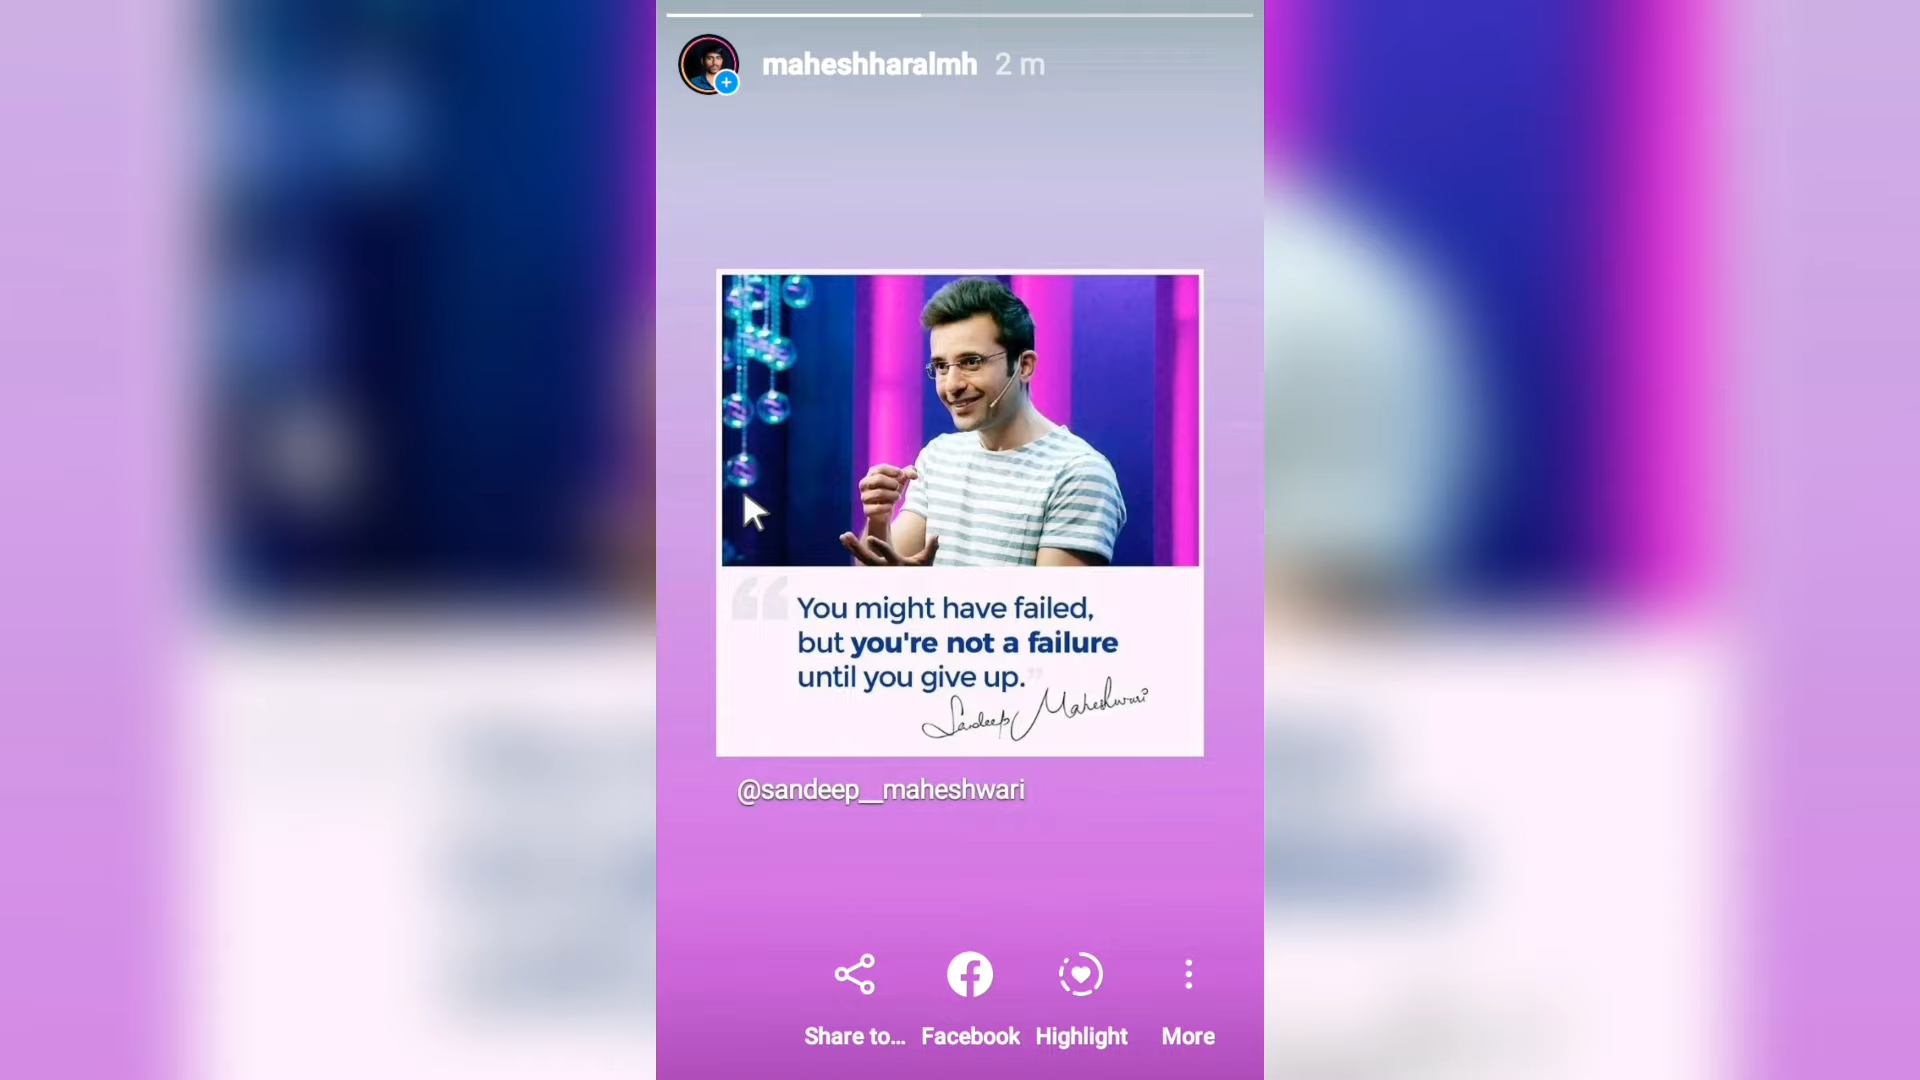 maheshharalmh 2 m
You might have failed,
but you're not a failure
until you give up.”
Sandeep Maheshwari
@sandeep__maheshwari
Share to... Facebook Highlight More